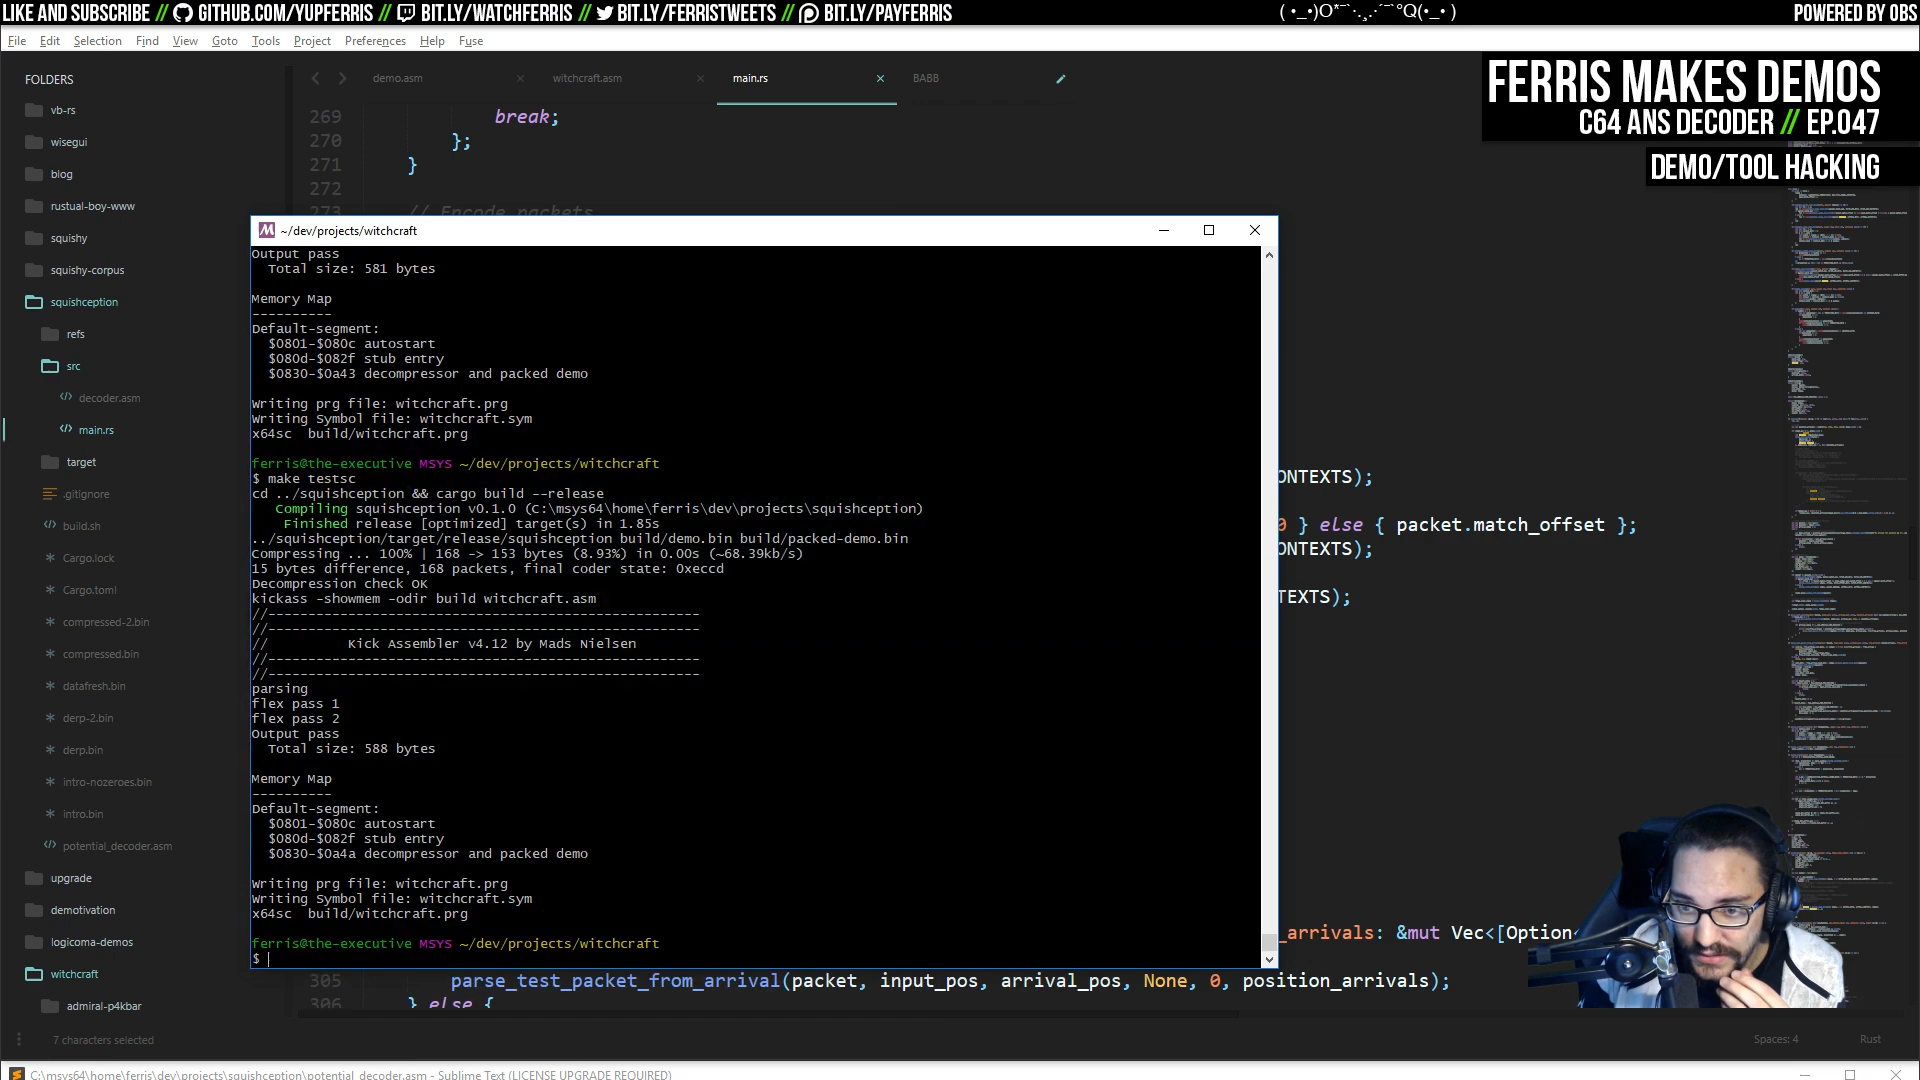 LIKE AND SUBSCRIBE // GITHUB.COM/YUPFERRIS // BIT.LY/WATCHFERRIS // BIT.LY/FERRISTWEETS // BIT.LY/PAYFERRIS
POWERED BY OBS
File Edit Selection Find View Goto Tools Project Preferences Help Fuse
FERRIS MAKES DEMOS
C64 ANS DECODER // EP.047
DEMO/TOOL HACKING
FOLDERS
vb-rs
wisegui
blog
rustual-boy-www
squishy
squishy-corpus
squishception
refs
src
decoder.asm
main.rs
target
.gitignore
build.sh
Cargo.lock
Cargo.toml
compressed-2.bin
compressed.bin
datafresh.bin
derp-2.bin
derp.bin
intro-nozeroes.bin
intro.bin
potential_decoder.asm
upgrade
demotivation
logicoma-demos
witchcraft
admiral-p4kbar
demo.asm
witchcraft.asm
main.rs
BABB
269 break;
270 };
271 }
272
273 // Encode packets
~/dev/projects/witchcraft
Output pass
Total size: 581 bytes
Memory Map
----------
Default-segment:
$0801-$080c autostart
$080d-$082f stub entry
$0830-$0a43 decompressor and packed demo
Writing prg file: witchcraft.prg
Writing Symbol file: witchcraft.sym
x64sc build/witchcraft.prg
ferris@the-executive MSYS ~/dev/projects/witchcraft
$ make testsc
cd ../squishception && cargo build --release
Compiling squishception v0.1.0 (C:\msys64\home\ferris\dev\projects\squishception)
Finished release [optimized] target(s) in 1.85s
../squishception/target/release/squishception build/demo.bin build/packed-demo.bin
Compressing ... 100% | 168 -> 153 bytes (8.93%) in 0.00s (~68.39kb/s)
15 bytes difference, 168 packets, final coder state: 0xeccd
Decompression check OK
kickass -showmem -odir build witchcraft.asm
//------------------------------------------------------
//------------------------------------------------------
// Kick Assembler v4.12 by Mads Nielsen
//------------------------------------------------------
//------------------------------------------------------
parsing
flex pass 1
flex pass 2
Output pass
Total size: 588 bytes
Memory Map
----------
Default-segment:
$0801-$080c autostart
$080d-$082f stub entry
$0830-$0a4a decompressor and packed demo
Writing prg file: witchcraft.prg
Writing Symbol file: witchcraft.sym
x64sc build/witchcraft.prg
ferris@the-executive MSYS ~/dev/projects/witchcraft
$
ONTEXTS);
0 } else { packet.match_offset };
ONTEXTS);
TEXTS);
_arrivals: &mut Vec<[Option<
305 parse_test_packet_from_arrival(packet, input_pos, arrival_pos, None, 0, position_arrivals);
306 } else {
7 characters selected
Spaces: 4
Rust
C:\msys64\home\ferris\dev\projects\squishception\potential_decoder.asm - Sublime Text (LICENSE UPGRADE REQUIRED)